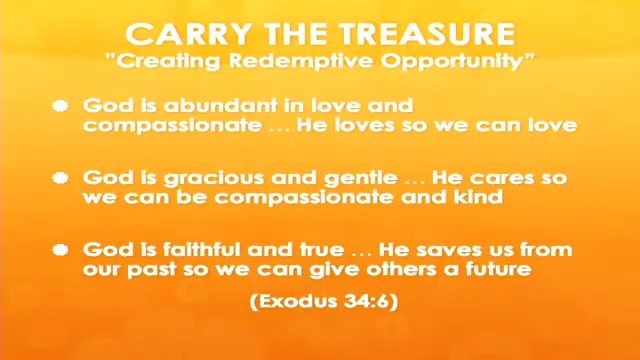 CARRY THE TREASURE
"Creating Redemptive Opportunity"
God is abundant in love and
compassionate ... He loves so we can love
God is gracious and gentle ... He cares so
we can be compassionate and kind
God is faithful and true ... He saves us from
our past so we can give others a future
(Exodus 34:6)